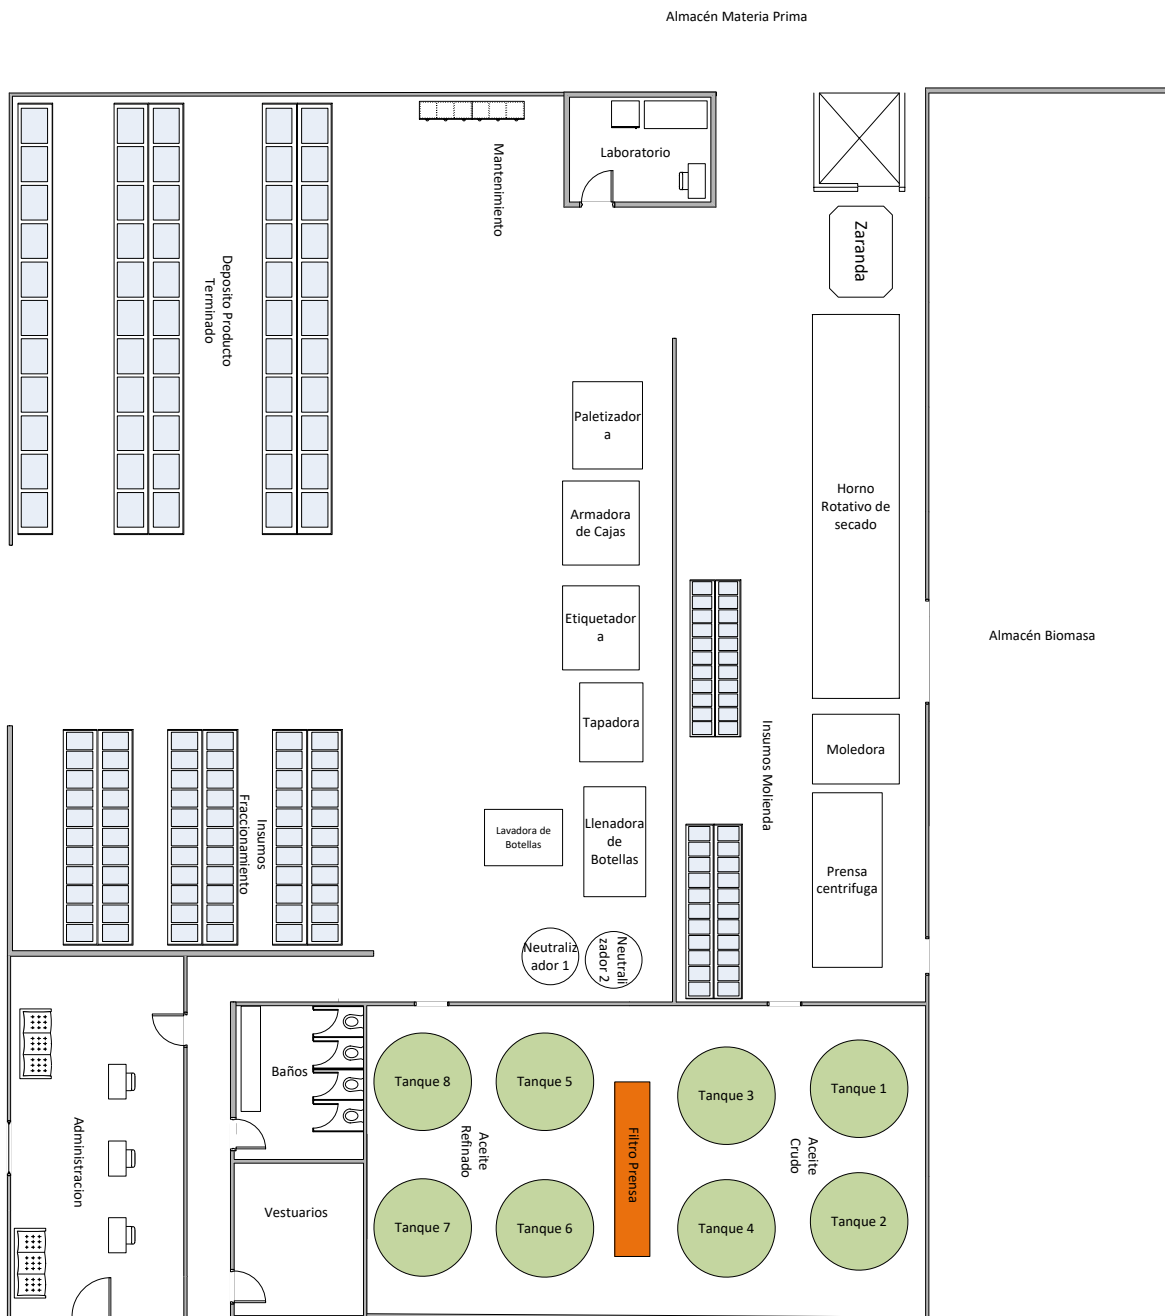 Almacén Materia Prima
Mantenimiento
Laboratorio
Zaranda
Deposito Producto
Terminado
Paletizador
a
Horno
Rotativo de
secado
Armadora
de Cajas
Etiquetador
a
Almacén Biomasa
Tapadora
Insumos Molienda
Moledora
Insumos
Fraccionamiento
Lavadora de
Botellas
Llenadora
de
Botellas
Prensa
centrifuga
Neutraliz
ador 1
Neutrali
zador 2
Baños
Tanque 8
Tanque 5
Tanque 3
Tanque 1
Administracion
Aceite
Refinado
Filtro Prensa
Aceite
Crudo
Vestuarios
Tanque 7
Tanque 6
Tanque 4
Tanque 2